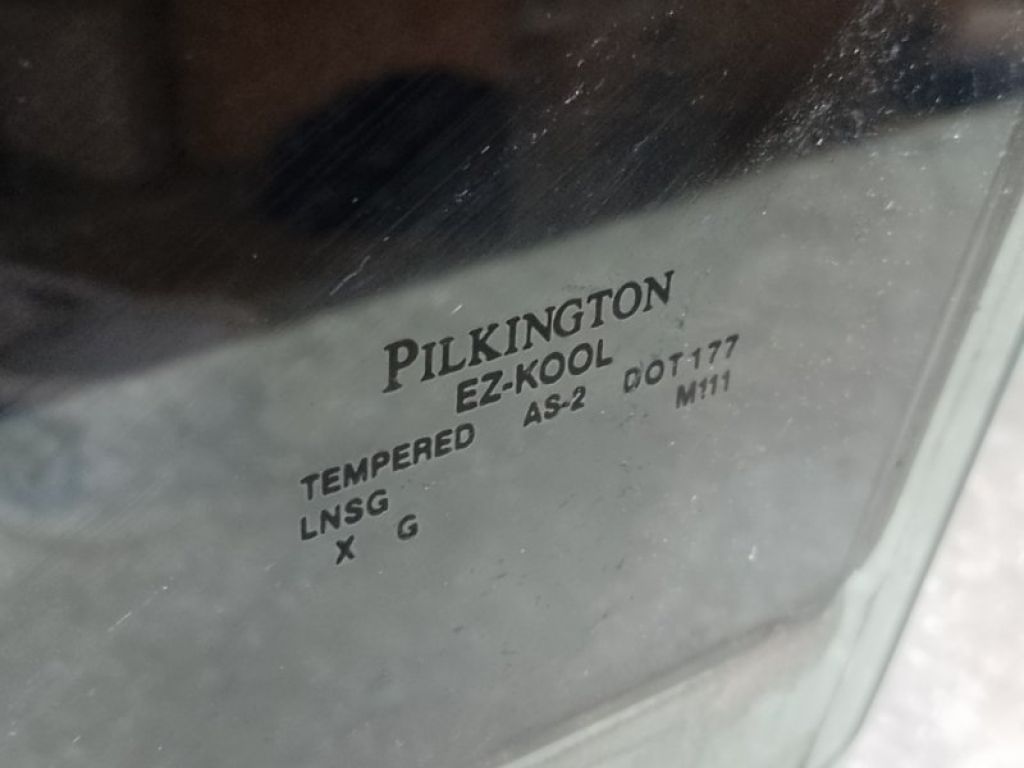 PILKINGTON
EZ-KOOL
TEMPERED AS-2 DOT177
LNSG M111
X G